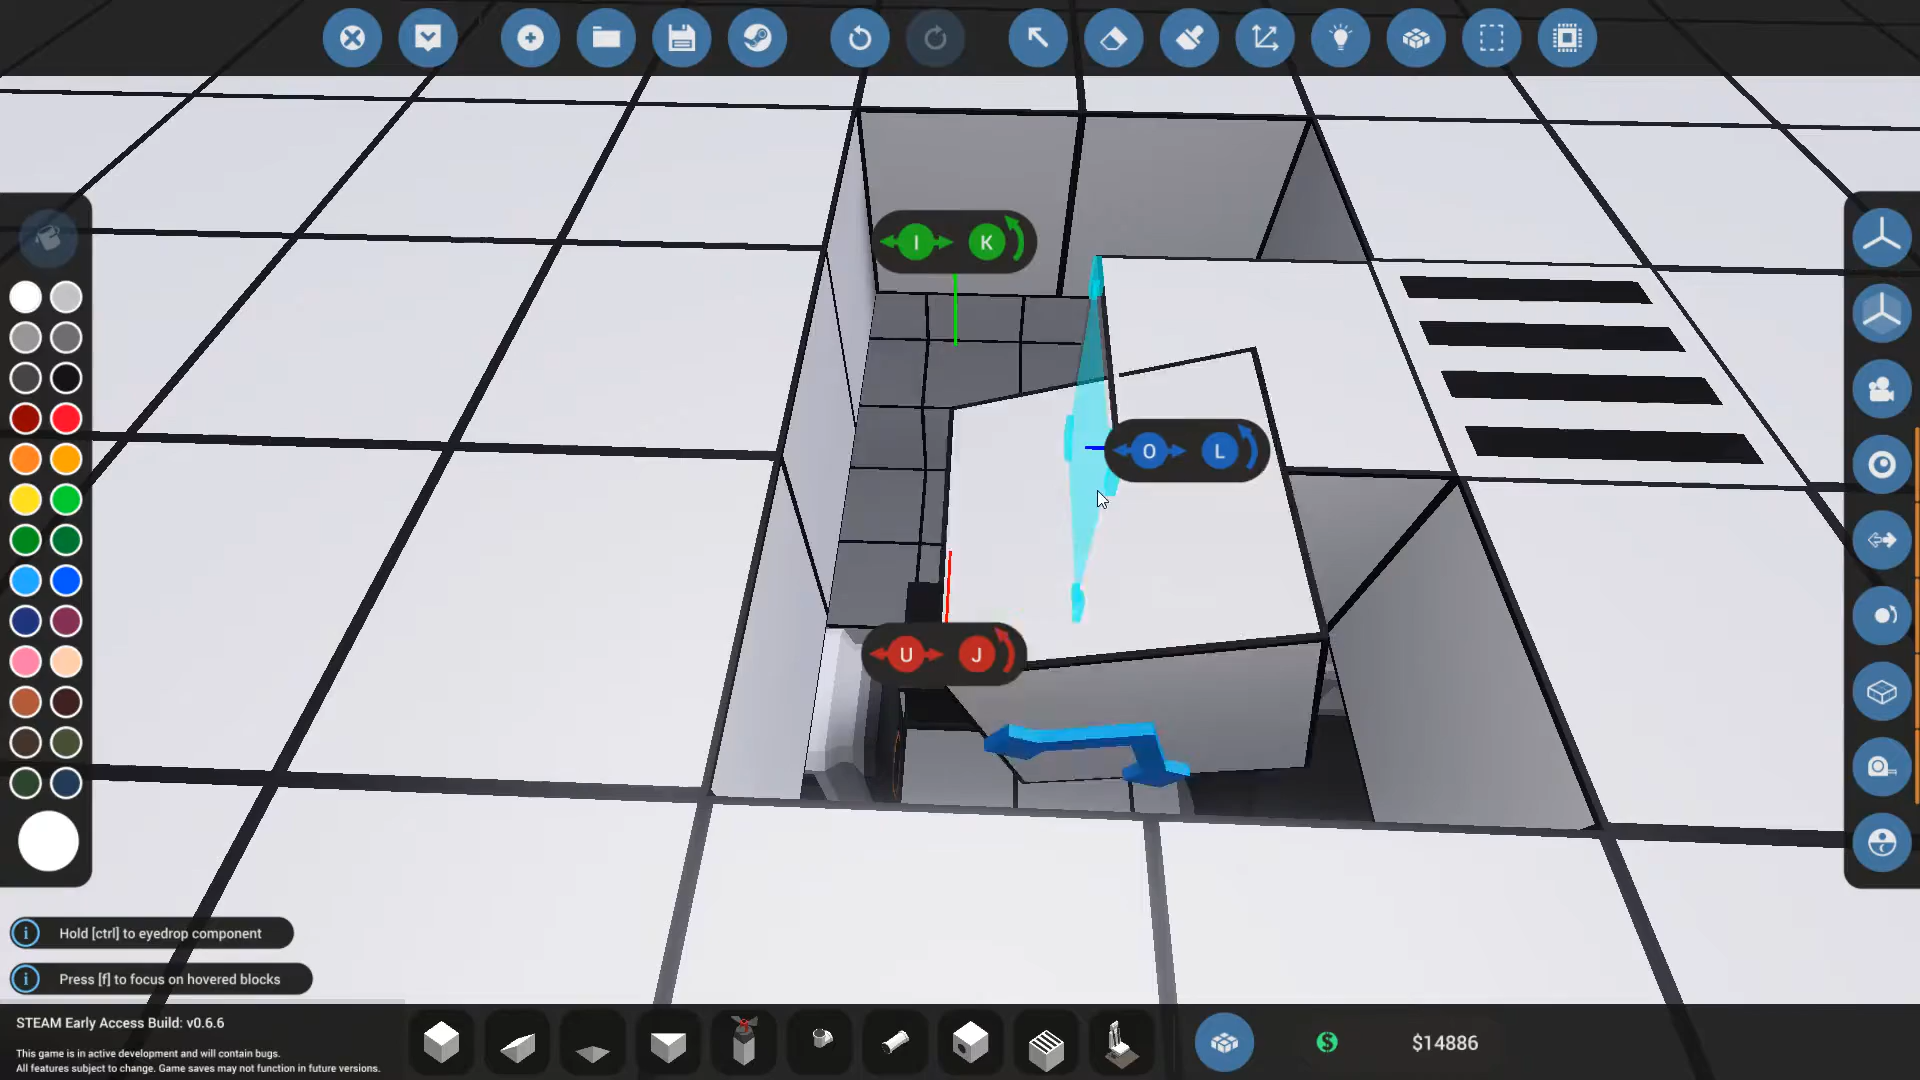 I K
O L
U J
Hold [ctrl] to eyedrop component
Press [f] to focus on hovered blocks
STEAM Early Access Build: v0.6.6
This game is in active development and will contain bugs.
All features subject to change. Game saves may not function in future versions.
$ $14886